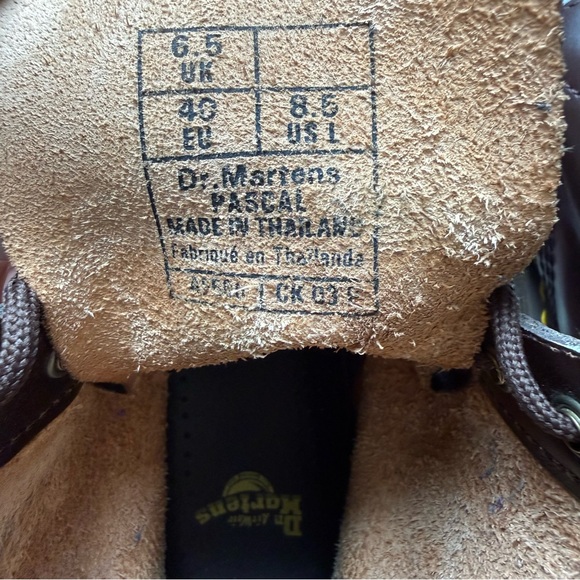 6.5
UK
40 8.5
EU US L
Dr. Martens
PASCAL
MADE IN THAILAND
Fabriqué en Thaïlande
CK 03
Dr. Martens
AirWair